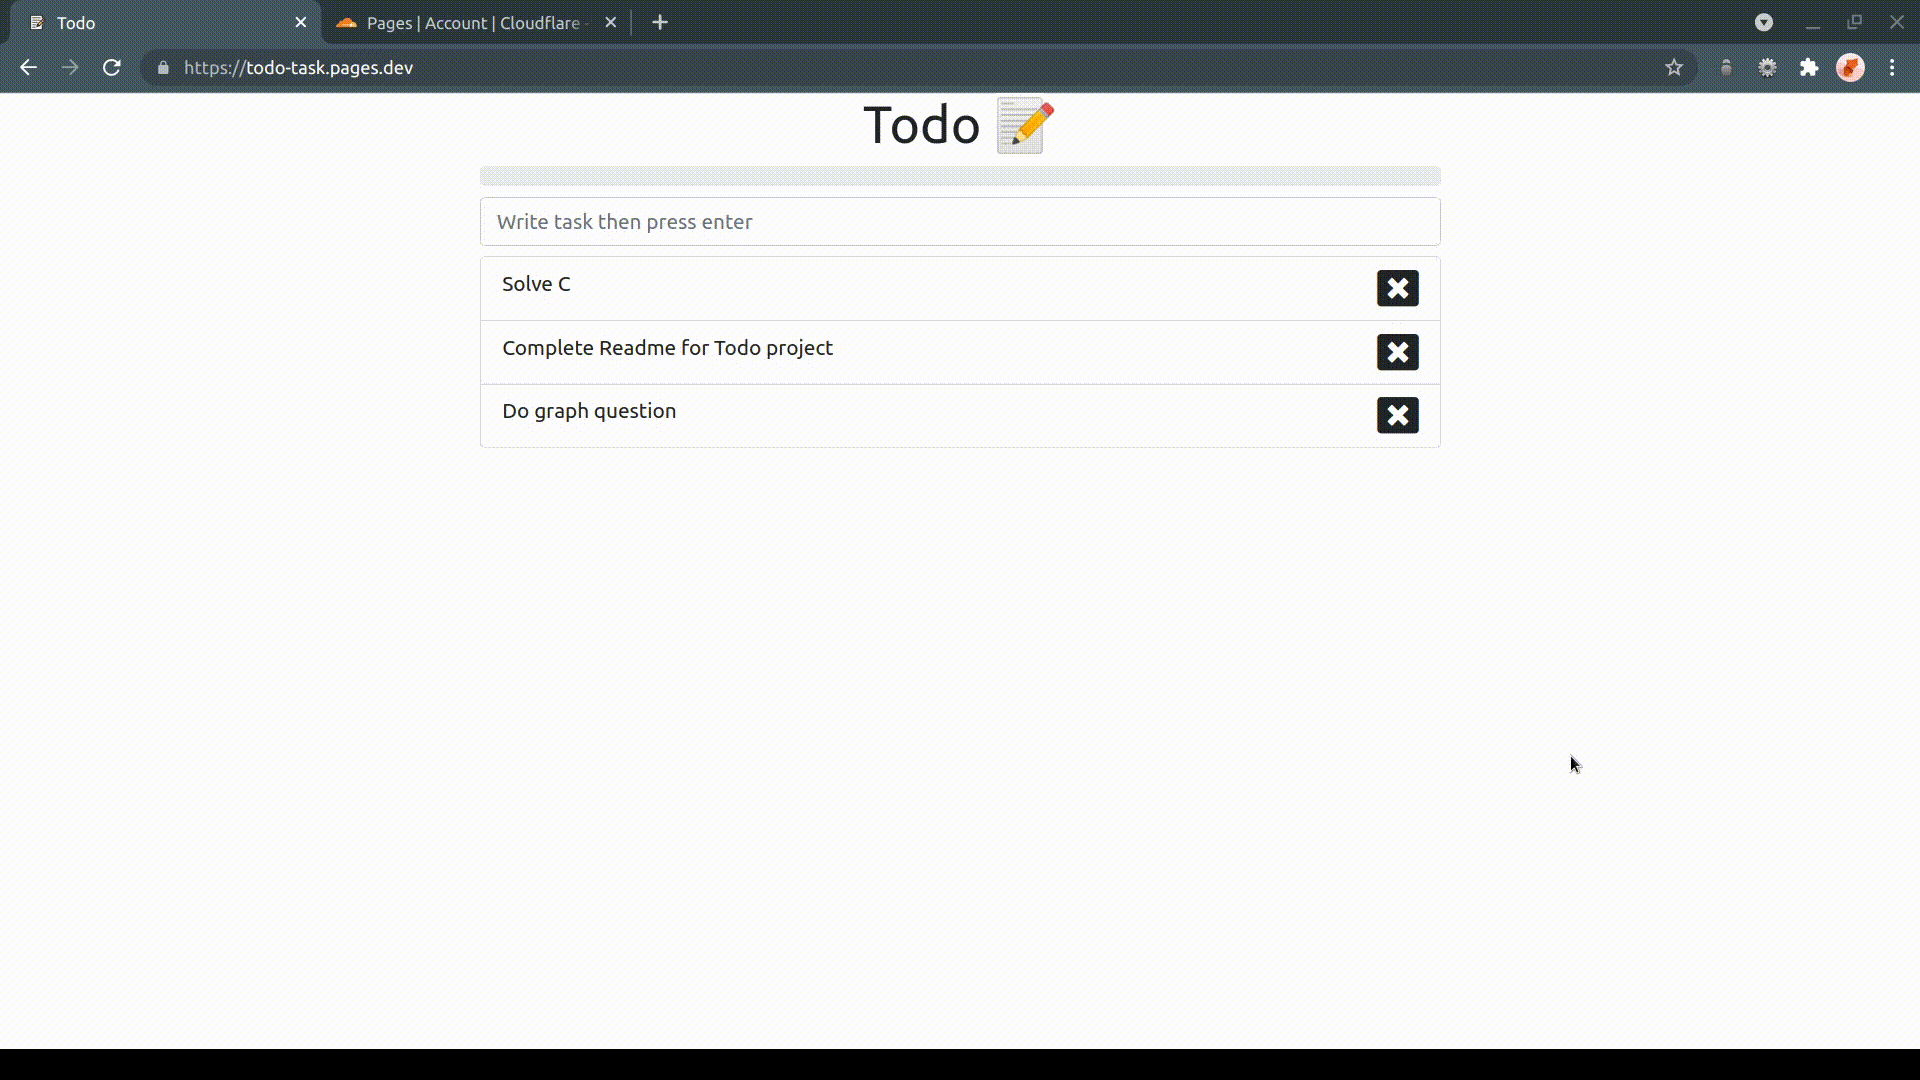 Todo
Pages | Account | Cloudflare
https://todo-task.pages.dev
Todo
Write task then press enter
Solve C
Complete Readme for Todo project
Do graph question